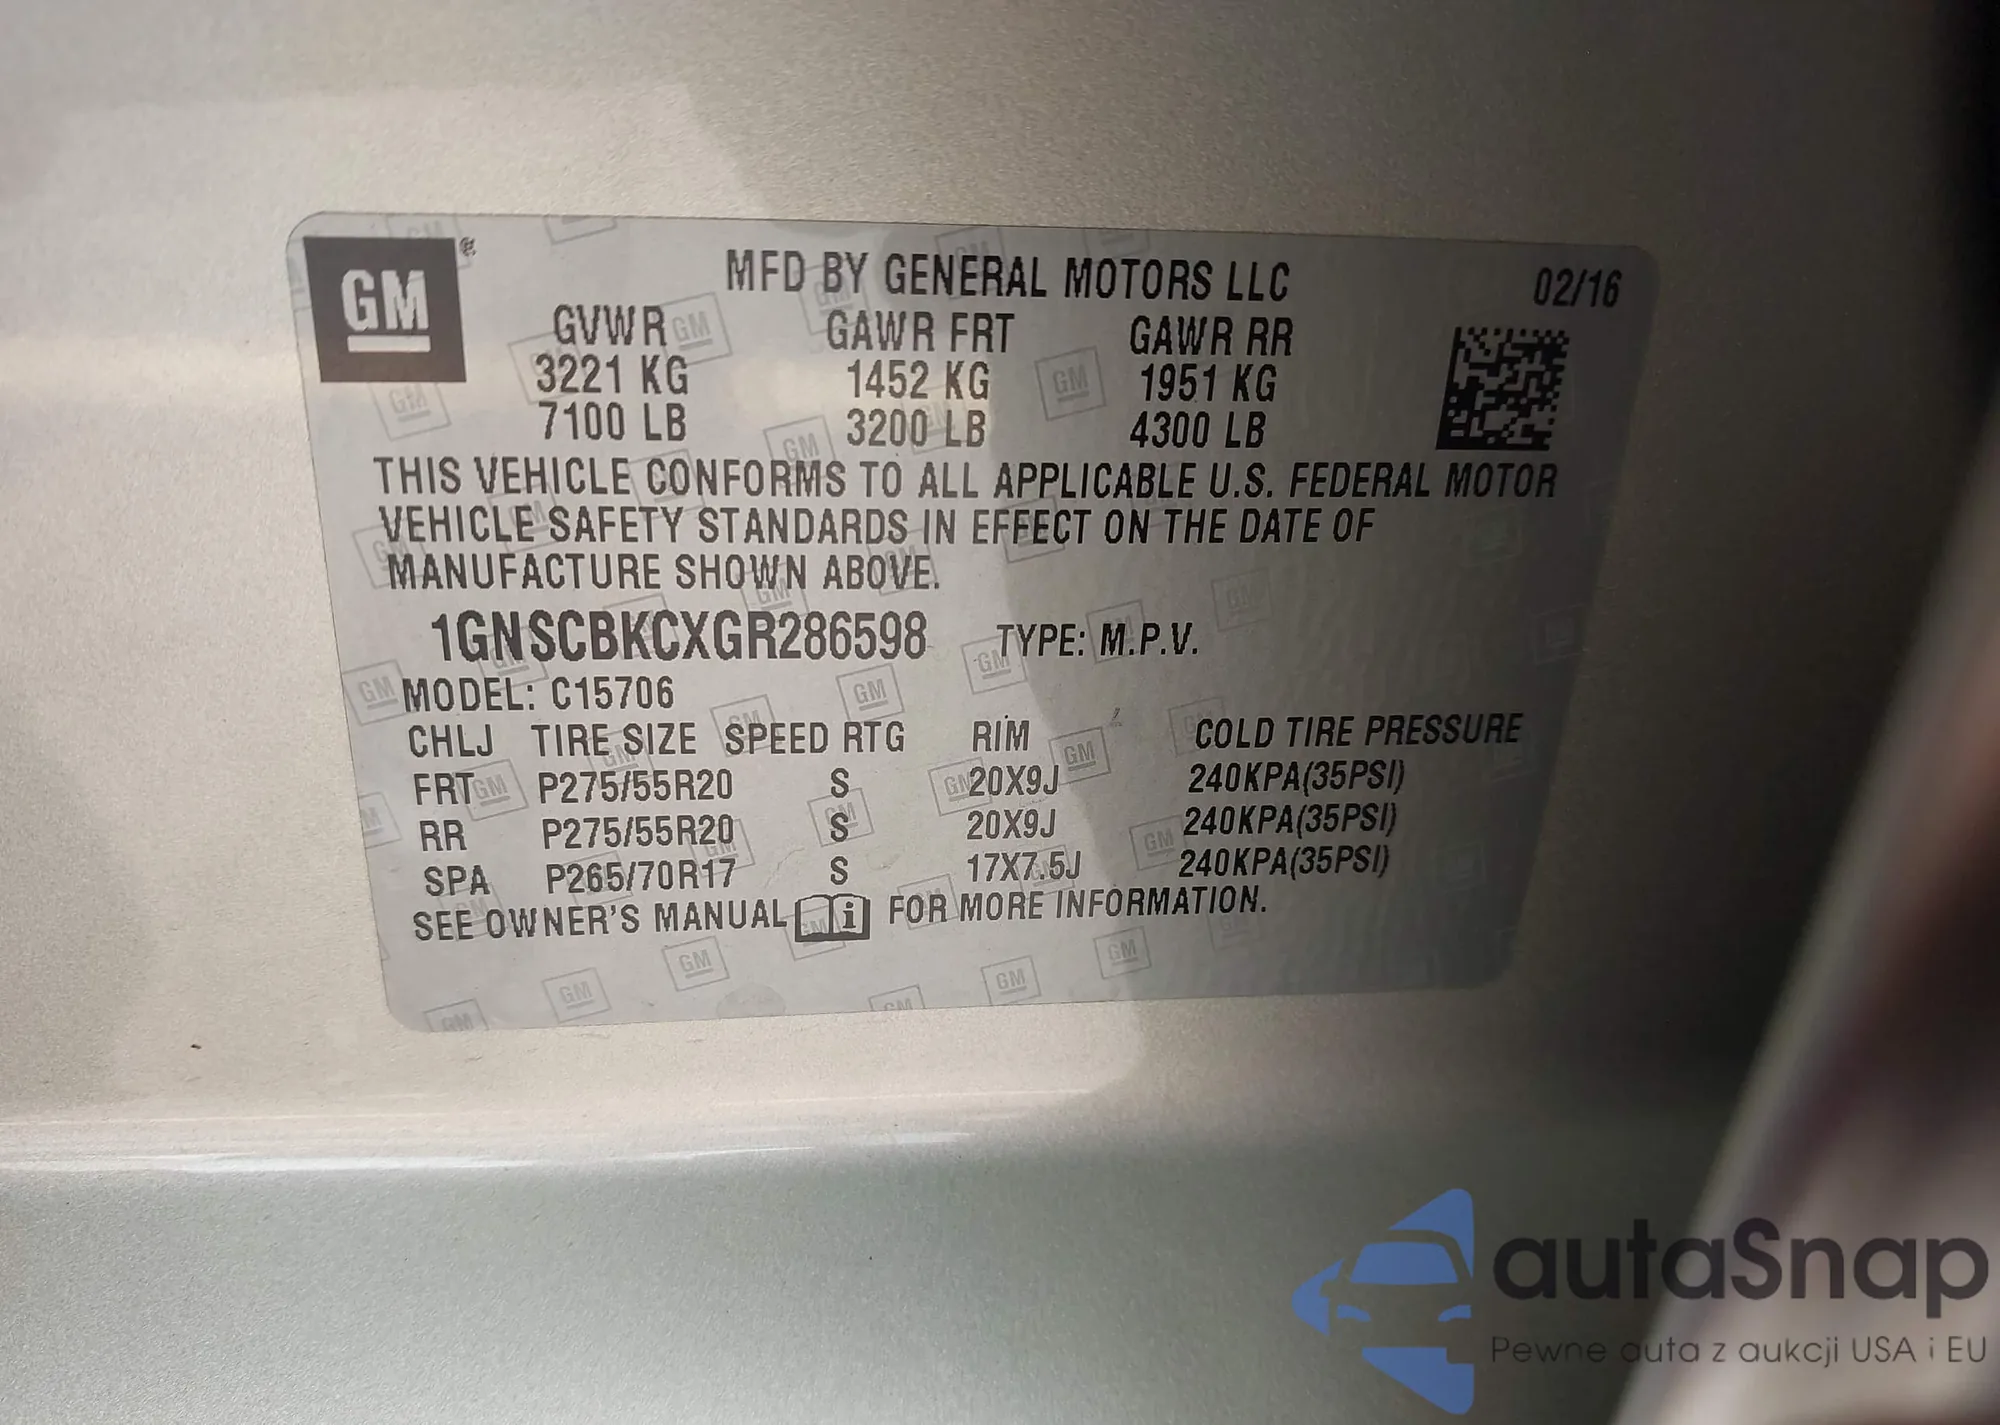 GM ®
MFD BY GENERAL MOTORS LLC 02/16
GVWR GAWR FRT GAWR RR
3221 KG 1452 KG 1951 KG
7100 LB 3200 LB 4300 LB
THIS VEHICLE CONFORMS TO ALL APPLICABLE U.S. FEDERAL MOTOR
VEHICLE SAFETY STANDARDS IN EFFECT ON THE DATE OF
MANUFACTURE SHOWN ABOVE.
1GNSCBKCXGR286598 TYPE: M.P.V.
MODEL: C15706
CHLJ TIRE SIZE SPEED RTG RIM COLD TIRE PRESSURE
FRT P275/55R20 S 20X9J 240KPA(35PSI)
RR P275/55R20 S 20X9J 240KPA(35PSI)
SPA P265/70R17 S 17X7.5J 240KPA(35PSI)
SEE OWNER'S MANUAL i FOR MORE INFORMATION.
autaSnap
Pewne auta z aukcji USA i EU